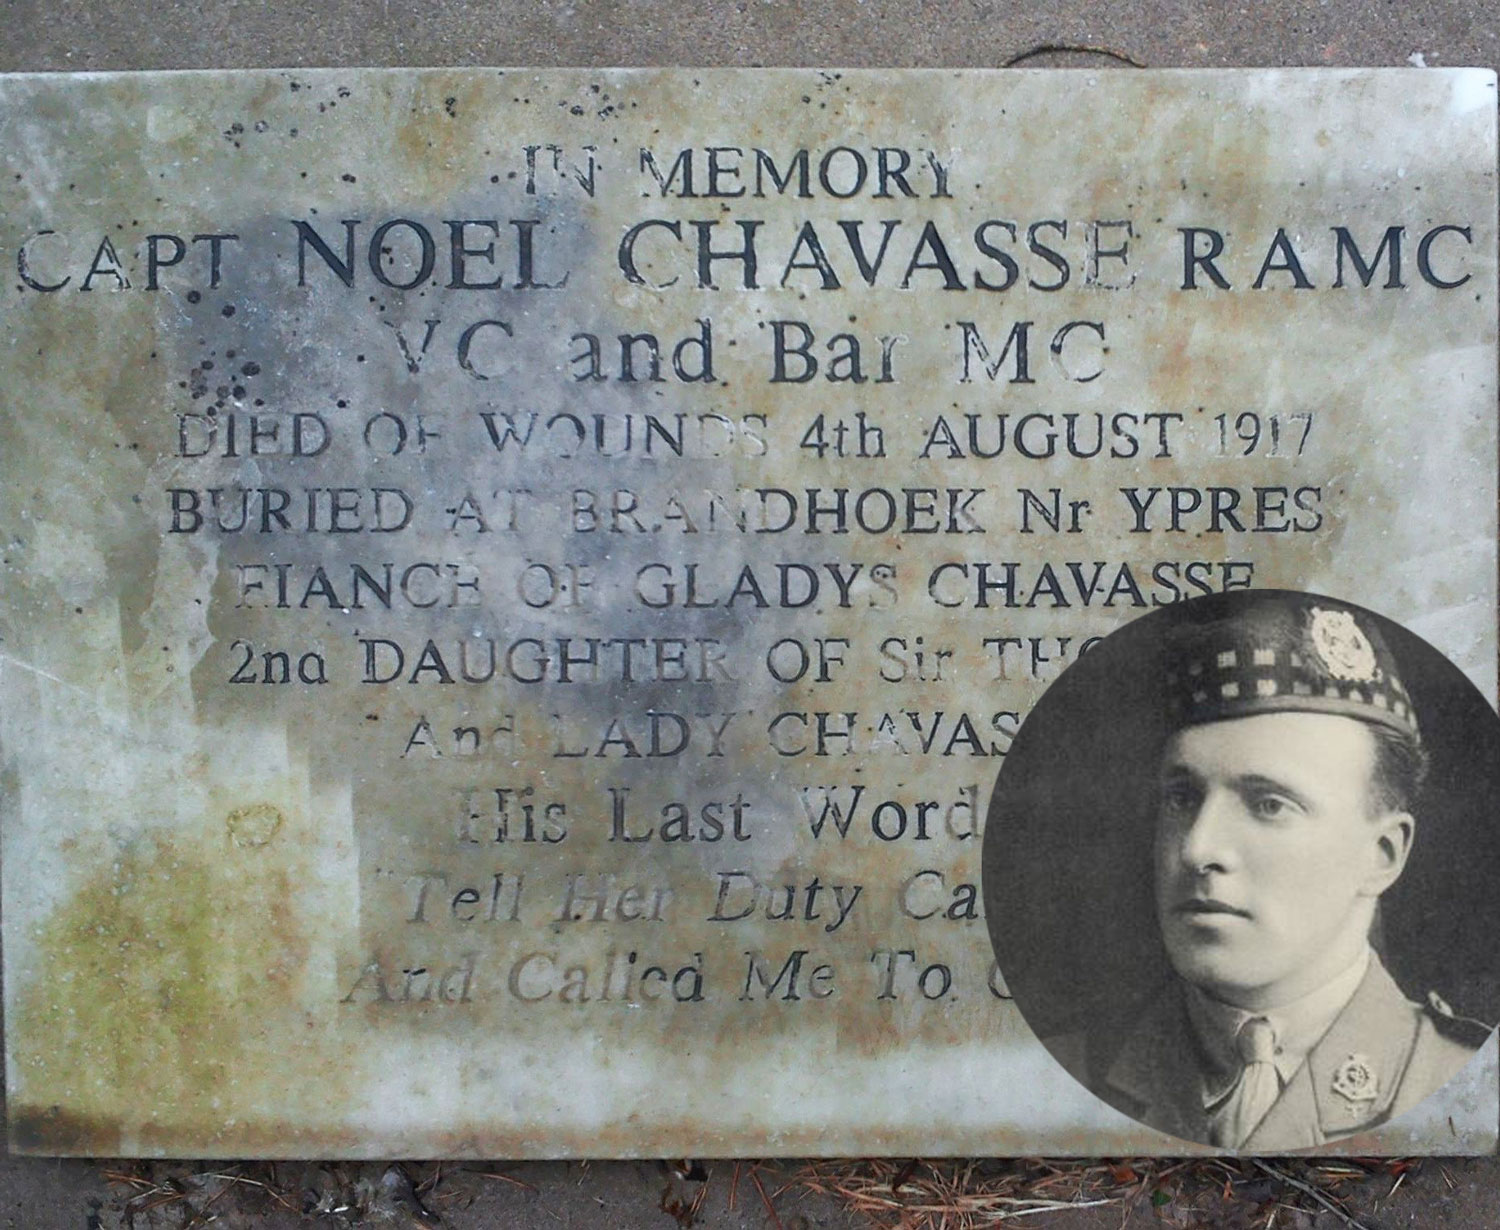 IN MEMORY
CAPT NOEL CHAVASSE RAMC
VC and Bar MC
DIED OF WOUNDS 4th AUGUST 1917
BURIED AT BRANDHOEK Nr YPRES
FIANCE OF GLADYS CHAVASSE
2nd DAUGHTER OF Sir
And LADY
His Last
"Tell Her Duty
And Called Me To